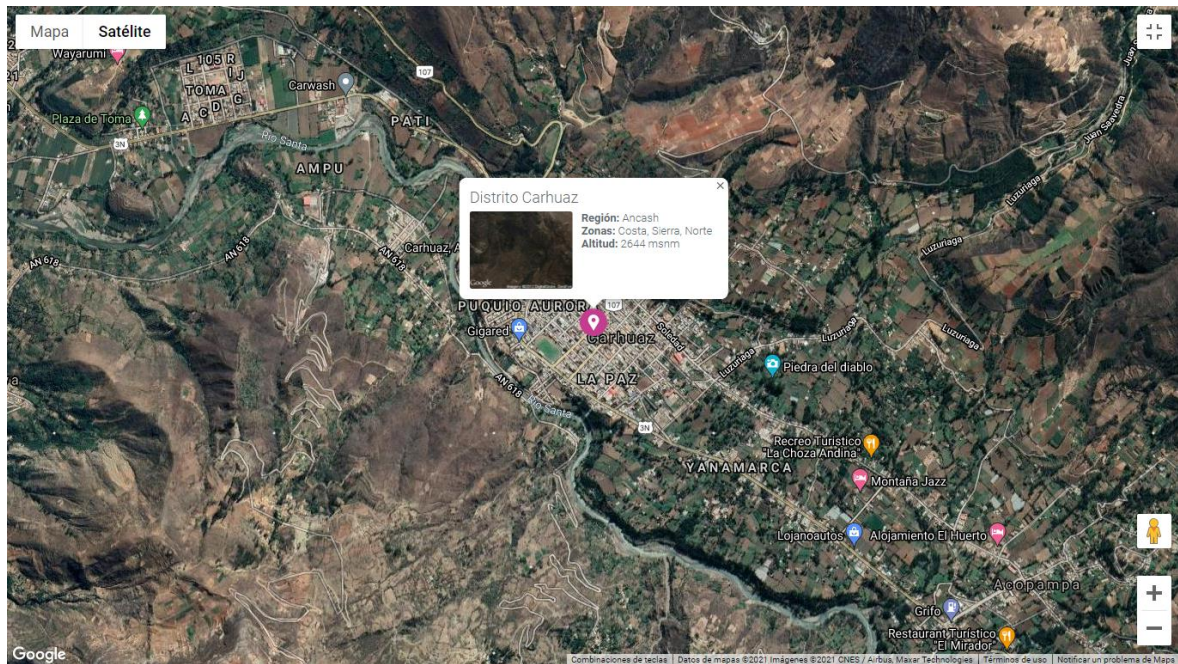 Mapa
Satélite
Wayarumi
21
105 R
L
I J
TOMA
A C D G
Carwash
107
Plaza de Toma
3N
PATI
Río Santa
AMPU
Juan Saavedra
Luzuriaga
Luzuriaga
Distrito Carhuaz
Región: Ancash
Zonas: Costa, Sierra, Norte
Altitud: 2644 msnm
Google
AN 618
AN 618
Carhuaz, A
PUQUIO AUROR
107
Gigared
Carhuaz
Soledad
Luzuriaga
Luzuriaga
Luzuriaga
Piedra del diablo
LA PAZ
AN 618
Río Santa
3N
Recreo Turistico
"La Choza Andina"
YANAMARCA
Montaña Jazz
Lojanoautos
Alojamiento El Huerto
Acopampa
Grifo
Restaurant Turístico
"El Mirador"
Google
Combinaciones de teclas
Datos de mapas ©2021 Imágenes ©2021 CNES / Airbus, Maxar Technologies
Términos de uso
Notificar un problema de Maps